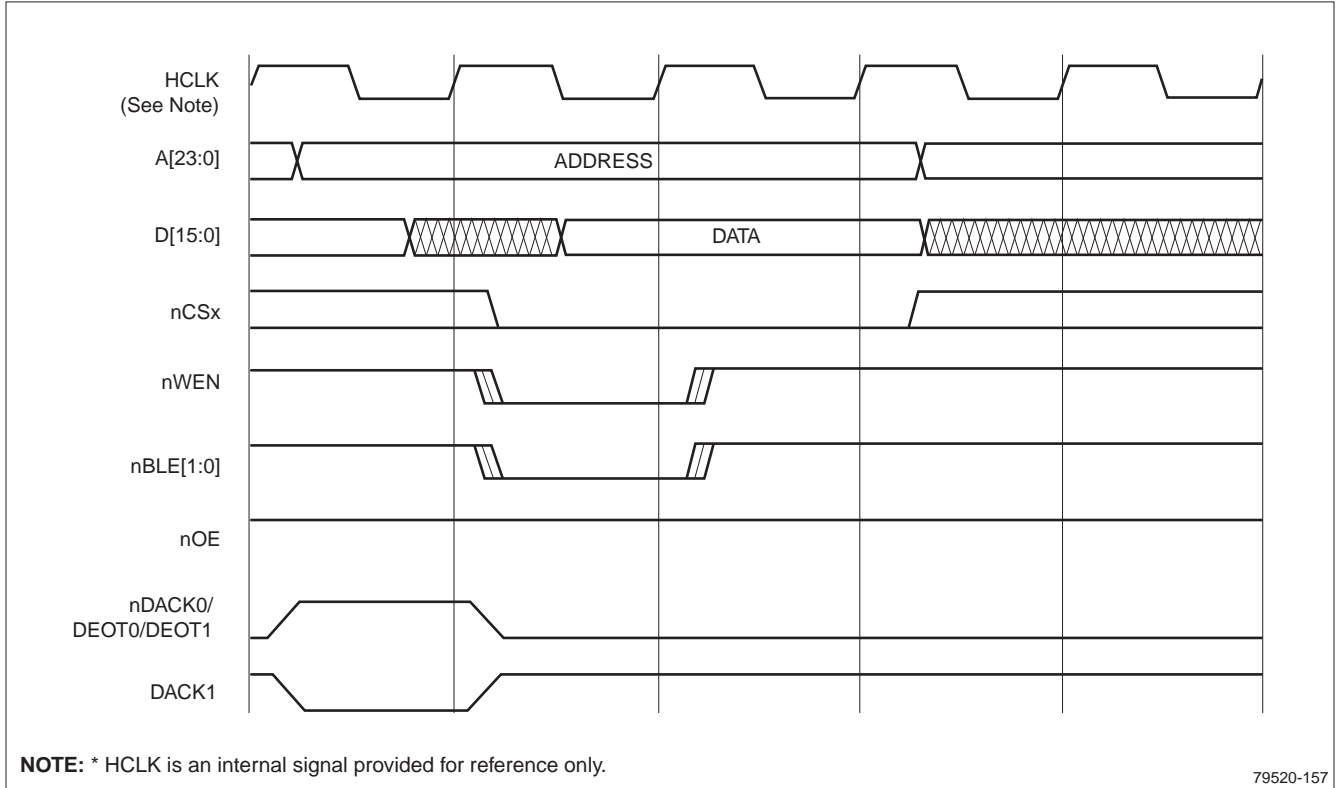 HCLK
(See Note)
A[23:0]
ADDRESS
D[15:0]
DATA
nCSx
nWEN
nBLE[1:0]
nOE
nDACK0/
DEOT0/DEOT1
DACK1
NOTE: * HCLK is an internal signal provided for reference only.
79520-157